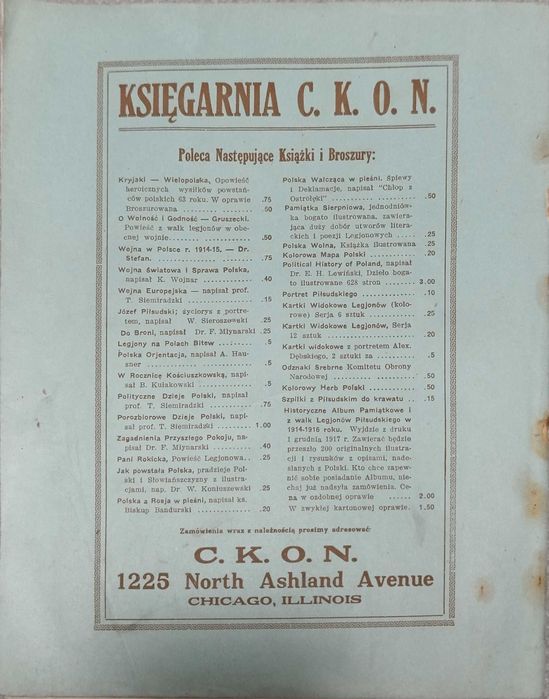 KSIĘGARNIA C. K. O. N.
Poleca Następujące Książki i Broszury:
Kryjaki — Wielopolska, Opowieść
heroicznych wysiłków powstań-
ców polskich 63 roku. W oprawie .75
Broszurowana ........ .50
O Wolność i Godność — Gruszecki.
Powieść z walk legjonów w obe-
cnej wojnie........ .50
Wojna w Polsce r. 1914-15. — Dr.
Stefan. ........ .75
Wojna Światowa i Sprawa Polska,
napisał K. Wojnar ........ .40
Wojna Europejska — napisał prof.
T. Siemiradzki ........ .15
Józef Piłsudski; życiorys z portre-
tem, napisał W. Sieroszewski .25
Do Broni, napisał Dr. F. Młynarski .25
Legjony na Polach Bitew ........ .5
Polska Orjentacja, napisał A. Hau-
sner ........ .5
W Rocznicę Kościuszkowską, napi-
sał B. Kułakowski ........ .5
Polityczne Dzieje Polski, napisał
prof. T. Siemiradzki ........ .75
Porozbiorowe Dzieje Polski, napi-
sał prof. T. Siemiradzki ........ 1.00
Zagadnienia Przyszłego Pokoju, na-
pisał Dr. F. Młynarski ........ .40
Pani Rokicka, Powieść Legjonowa.. .25
Jak powstała Polska, pradzieje Pol-
ski i Słowiańszczyzny z ilustra-
cjami, nap. Dr. W. Koniuszewski .25
Polska a Rosja w pieśni, napisał ks.
Biskup Bandurski ........ .20
Polska Walcząca w pieśni. Śpiewy
i Deklamacje, napisał "Chłop z
Ostrołęki" ........ .50
Pamiątka Sierpniowa, jednodniów-
ka bogato ilustrowana, zawiera-
jąca duży dobór utworów litera-
ckich i poezji Legjonowych .... .25
Polska Wolna, Książka Ilustrowana .25
Kolorowa Mapa Polski ........ .20
Political History of Poland, napisał
Dr. E. H. Lewiński, Dzieło boga-
to ilustrowane 628 stron ........ 3.00
Portret Piłsudskiego ........ .10
Kartki Widokowe Legjonów (kolo-
rowe) Serja 6 sztuk ........ .25
Kartki Widokowe Legjonów, Serja
12 sztuk ........ .20
Kartki widokowe z portretem Alex.
Dębskiego, 2 sztuki za ........ .5
Odznaki Srebrne Komitetu Obrony
Narodowej ........ .50
Kolorowy Herb Polski ........ .50
Szpilki z Piłsudskim do krawatu .. .15
Historyczne Album Pamiątkowe i
z walk Legjonów Piłsudskiego w
1914-1916 roku. Wyjdzie z druku
1 grudnia 1917 r. Zawierać będzie
przeszło 200 originalnych ilustra-
cji i rysunków z opisami, nade-
słanych z Polski. Kto chce zapew-
nić sobie posiadanie Albumu, nie-
chaj już nadsyła zamówienia. Ce-
na w ozdobnej oprawie ...... 2.00
W zwykłej kartonowej oprawie. 1.50
Zamówienia wraz z należnością prosimy adresować
C. K. O. N.
1225 North Ashland Avenue
CHICAGO, ILLINOIS